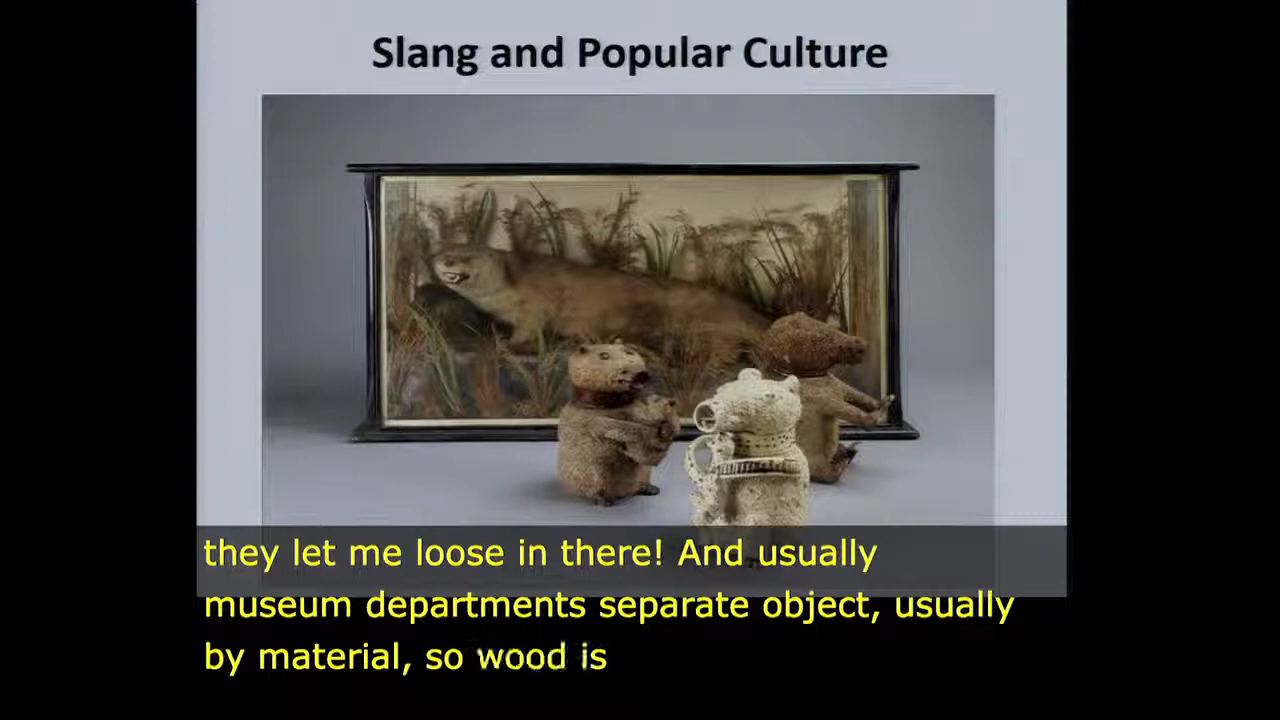 Slang and Popular Culture
they let me loose in there! And usually
museum departments separate object, usually
by material, so wood is